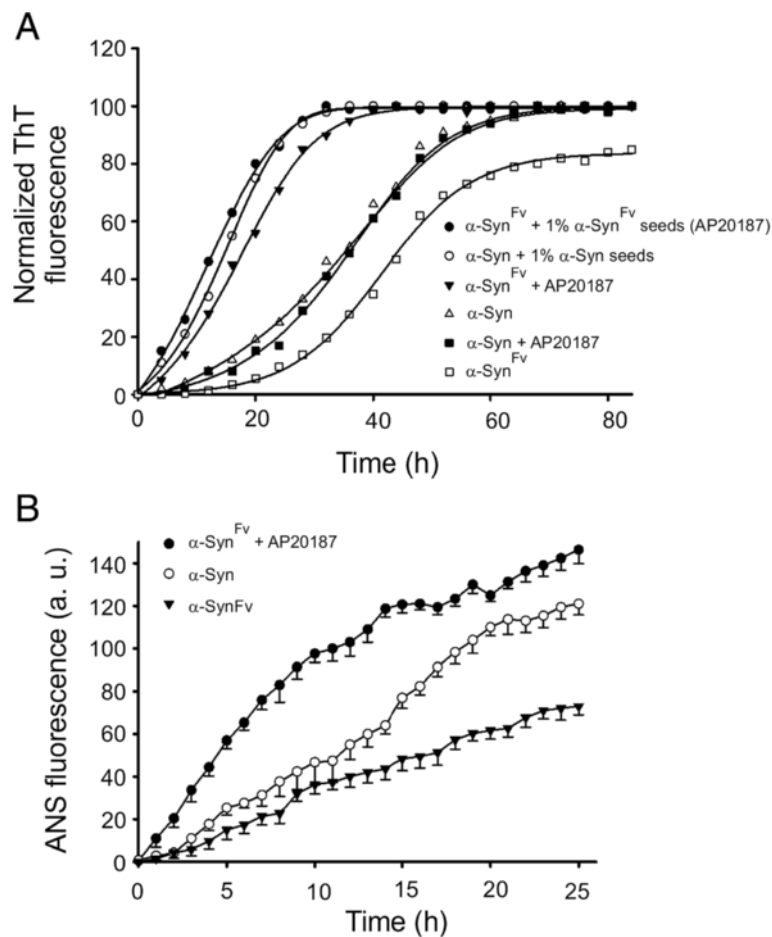 A
Normalized ThT
fluorescence
120
100
80
60
40
20
0
α-Syn^Fv + 1% α-Syn^Fv seeds (AP20187)
α-Syn + 1% α-Syn seeds
α-Syn^Fv + AP20187
α-Syn
α-Syn + AP20187
α-Syn^Fv
0 20 40 60 80
Time (h)
B
ANS fluorescence (a. u.)
140
120
100
80
60
40
20
0
α-Syn^Fv + AP20187
α-Syn
α-SynFv
0 5 10 15 20 25
Time (h)